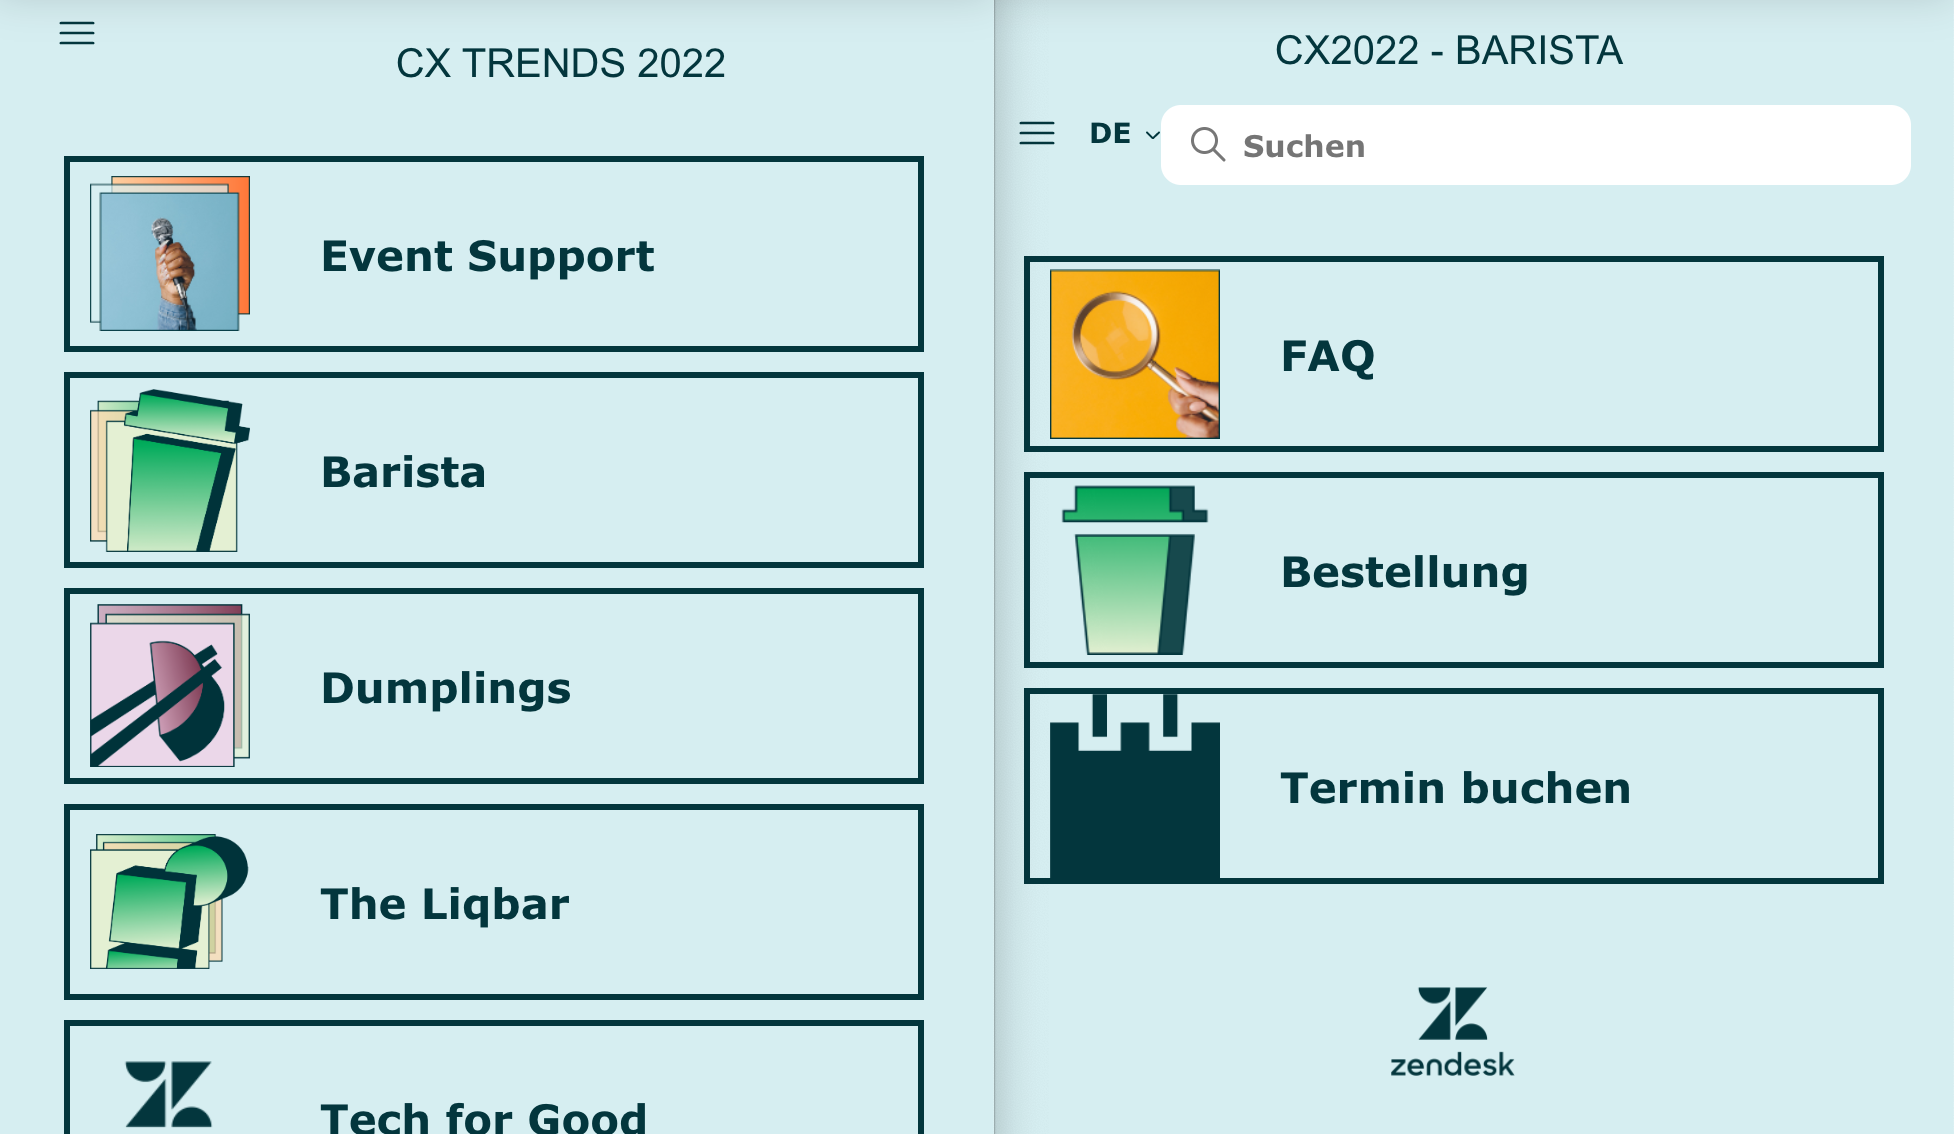 CX TRENDS 2022
Event Support
Barista
Dumplings
The Liqbar
Tech for Good
CX2022 - BARISTA
DE
Suchen
FAQ
Bestellung
Termin buchen
zendesk